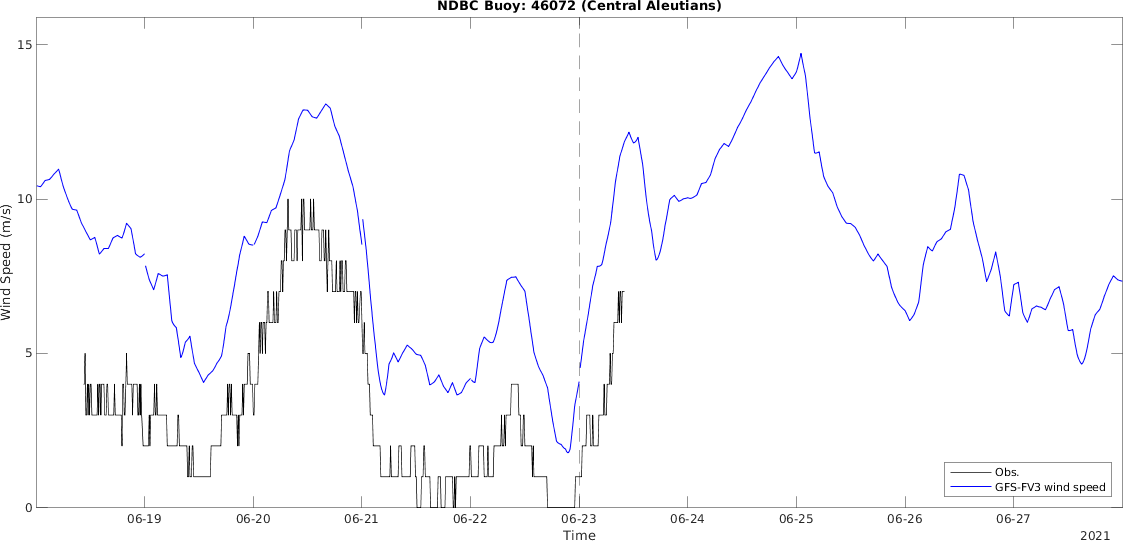 NDBC Buoy: 46072 (Central Aleutians)
15
10
5
0
Wind Speed (m/s)
06-19 06-20 06-21 06-22 06-23 06-24 06-25 06-26 06-27
Time
2021
Obs.
GFS-FV3 wind speed